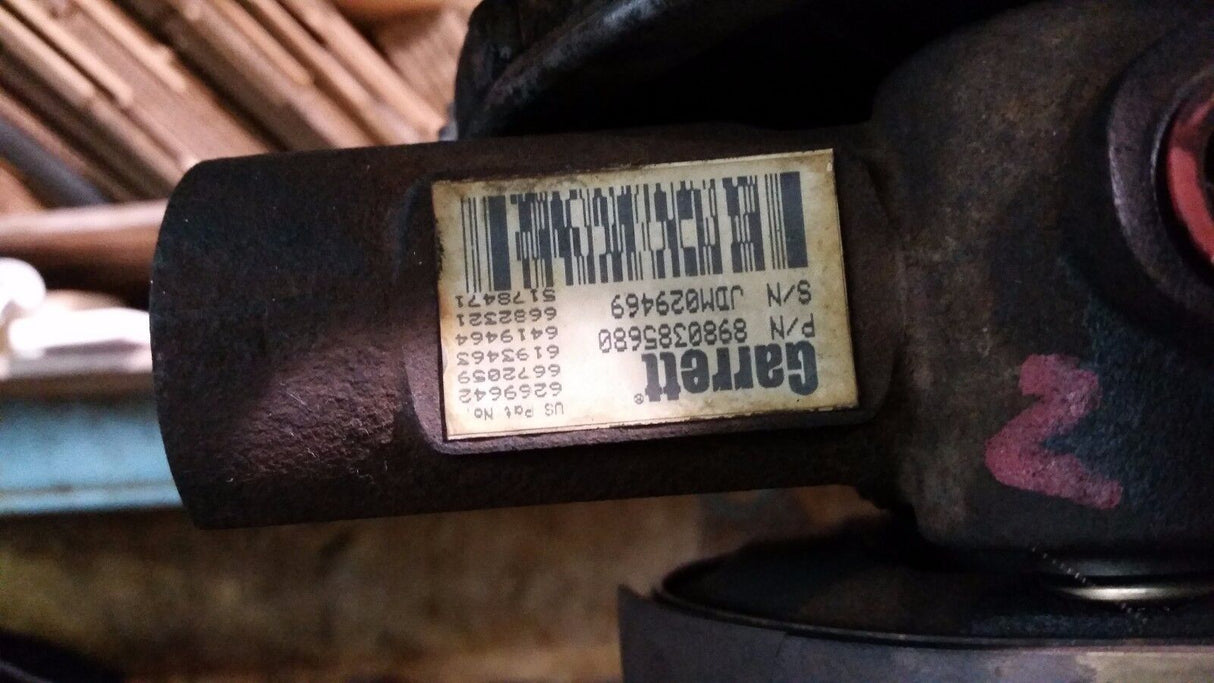 US Pat No.
6269642
6672059
6193463
6419464
6682321
5178471
Garrett®
P/N 8980385680
S/N JDM029469